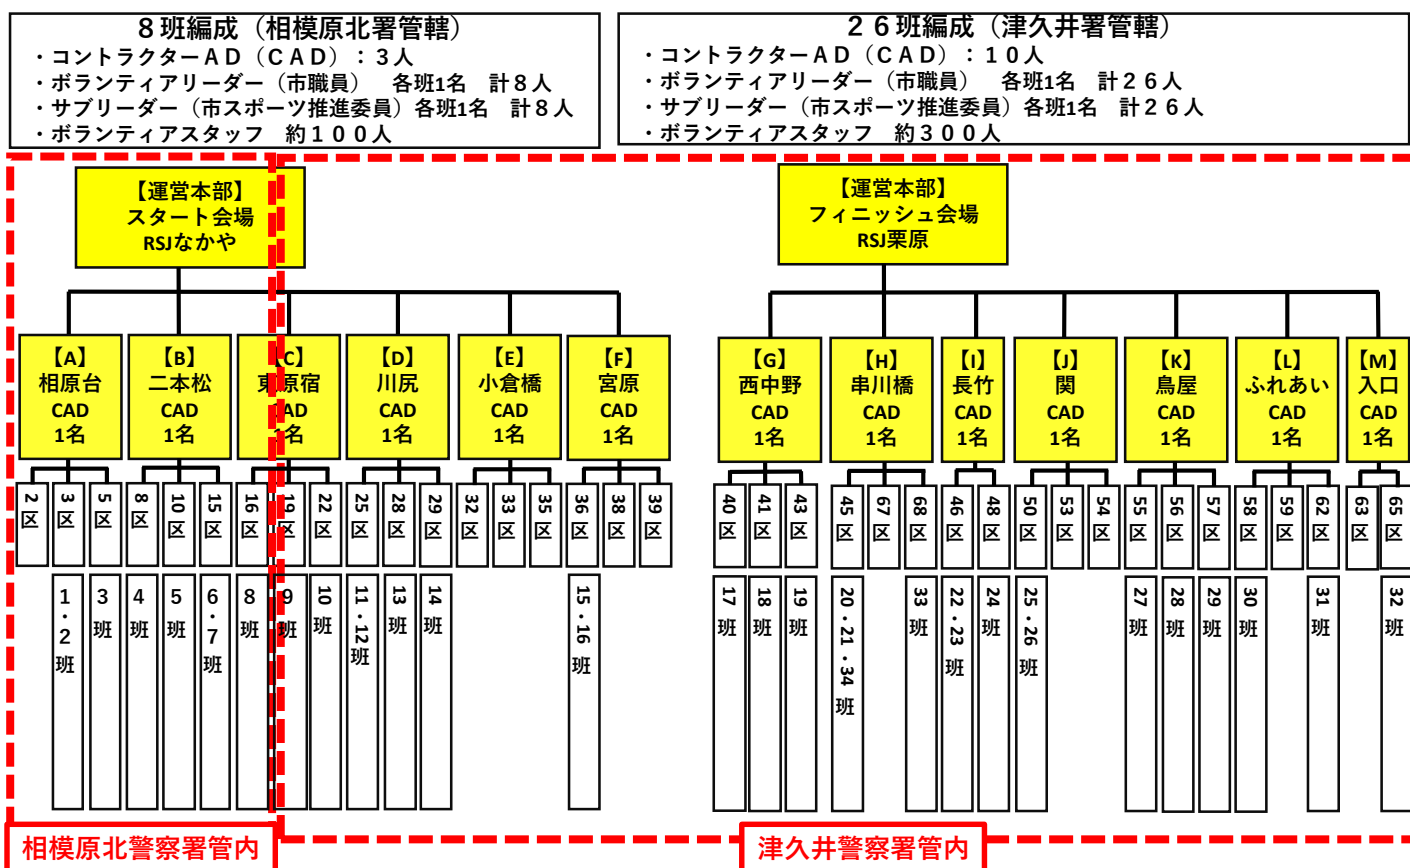 ８班編成（相模原北署管轄）
・コントラクターＡＤ（ＣＡＤ）：３人
・ボランティアリーダー（市職員）　各班1名　計８人
・サブリーダー（市スポーツ推進委員）各班1名　計８人
・ボランティアスタッフ　約１００人
２６班編成（津久井署管轄）
・コントラクターＡＤ（ＣＡＤ）：１０人
・ボランティアリーダー（市職員）　各班1名　計２６人
・サブリーダー（市スポーツ推進委員）各班1名　計２６人
・ボランティアスタッフ　約３００人
【運営本部】
スタート会場
RSJなかや
【運営本部】
フィニッシュ会場
RSJ栗原
【A】
相原台
CAD
1名
【B】
二本松
CAD
1名
【C】
東原宿
CAD
1名
【D】
川尻
CAD
1名
【E】
小倉橋
CAD
1名
【F】
宮原
CAD
1名
【G】
西中野
CAD
1名
【H】
串川橋
CAD
1名
【I】
長竹
CAD
1名
【J】
関
CAD
1名
【K】
鳥屋
CAD
1名
【L】
ふれあい
CAD
1名
【M】
入口
CAD
1名
2区
3区
5区
8区
10区
15区
16区
19区
22区
25区
28区
29区
32区
33区
35区
36区
38区
39区
40区
41区
43区
45区
67区
68区
46区
48区
50区
53区
54区
55区
56区
57区
58区
59区
62区
63区
65区
1・2班
3班
4班
5班
6・7班
8班
9班
10班
11・12班
13班
14班
15・16班
17班
18班
19班
20・21・34班
33班
22・23班
24班
25・26班
27班
28班
29班
30班
31班
32班
相模原北警察署管内
津久井警察署管内